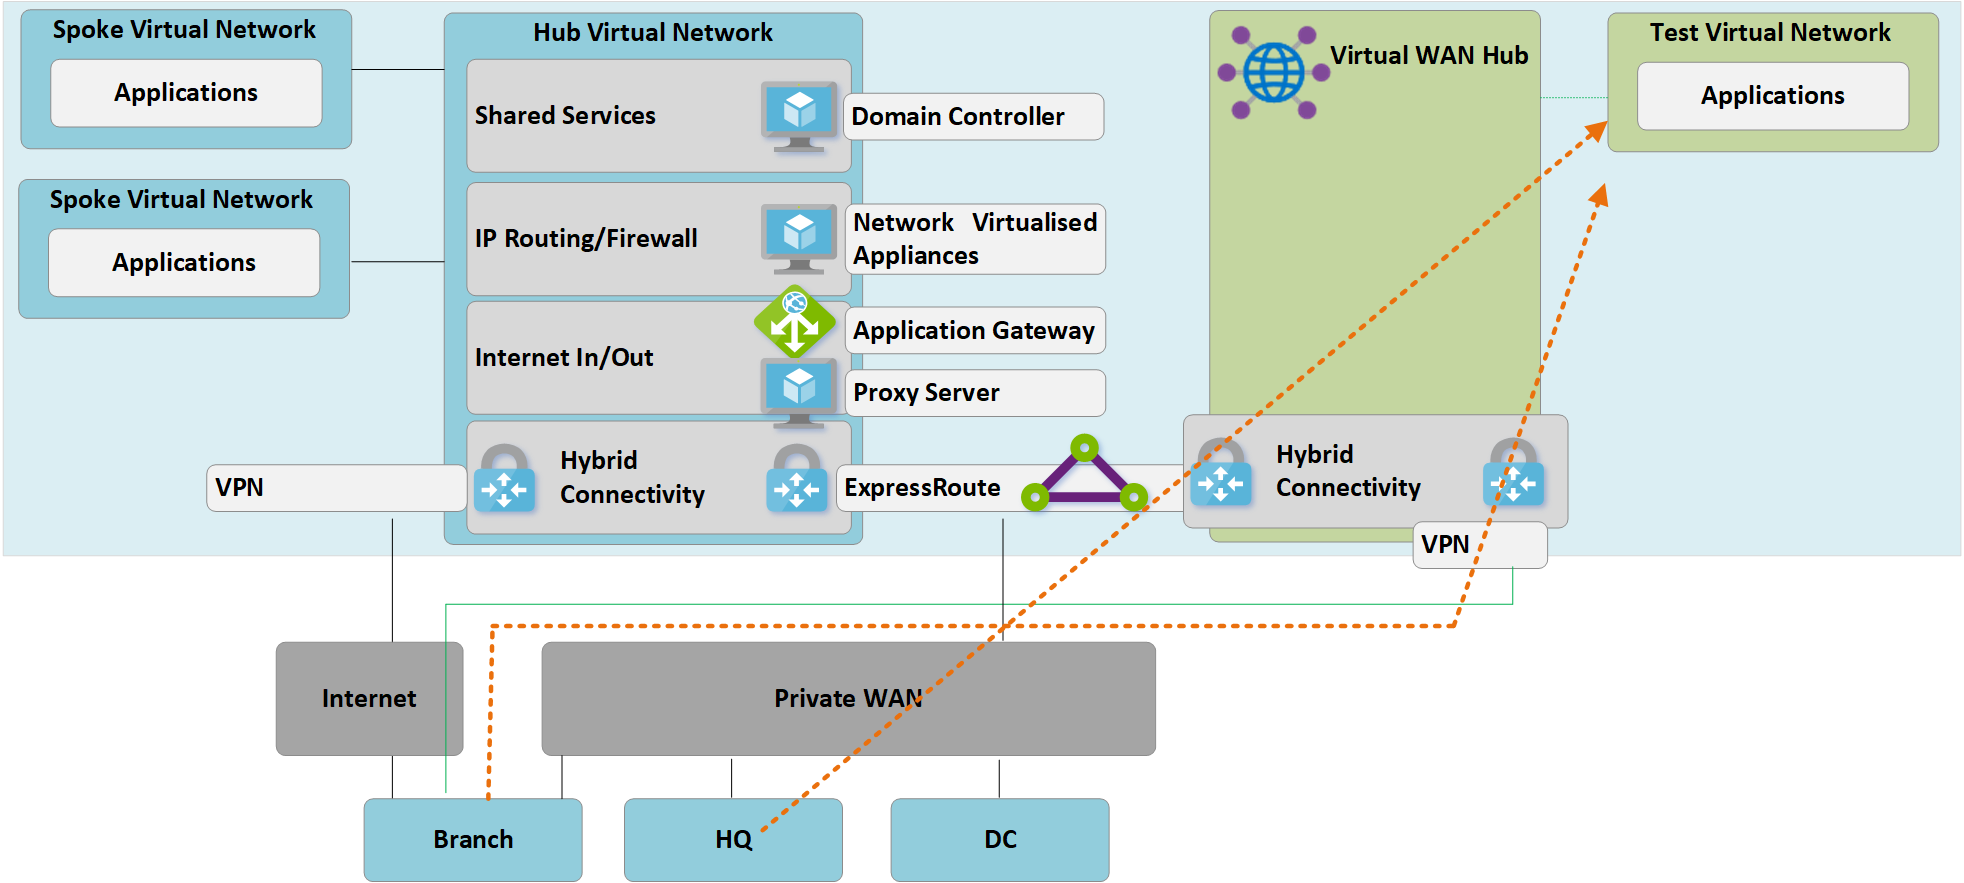 Spoke Virtual Network
Applications
Spoke Virtual Network
Applications
Hub Virtual Network
Shared Services
Domain Controller
IP Routing/Firewall
Network Virtualised
Appliances
Internet In/Out
Application Gateway
Proxy Server
VPN
Hybrid
Connectivity
ExpressRoute
Virtual WAN Hub
Hybrid
Connectivity
VPN
Test Virtual Network
Applications
Internet
Private WAN
Branch
HQ
DC